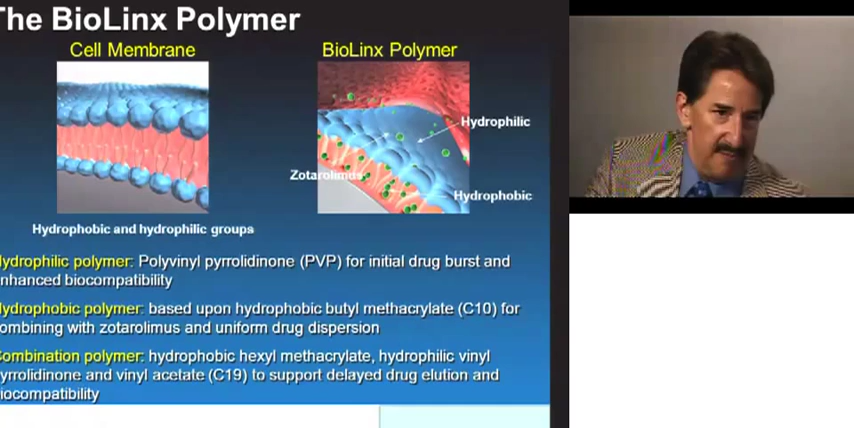 The BioLinx Polymer
Cell Membrane
BioLinx Polymer
Hydrophilic
Zotarolimus
Hydrophobic
Hydrophobic and hydrophilic groups
ydrophilic polymer: Polyvinyl pyrrolidinone (PVP) for initial drug burst and
nhanced biocompatibility
ydrophobic polymer: based upon hydrophobic butyl methacrylate (C10) for
ombining with zotarolimus and uniform drug dispersion
ombination polymer: hydrophobic hexyl methacrylate, hydrophilic vinyl
yrrolidinone and vinyl acetate (C19) to support delayed drug elution and
iocompatibility